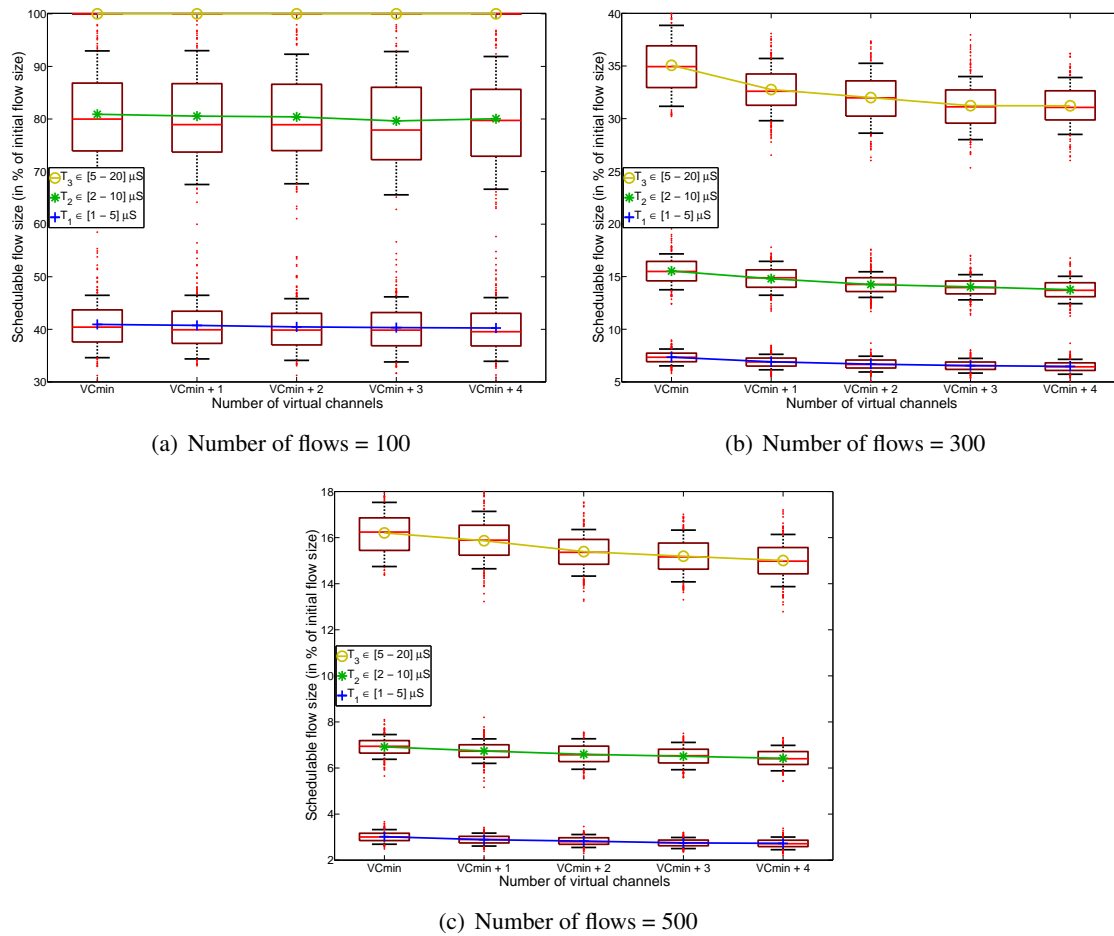 Schedulable flow size (in % of initial flow size)
100
90
80
70
60
50
40
30
T3 ∈ [5 − 20] μS
T2 ∈ [2 − 10] μS
T1 ∈ [1 − 5] μS
VCmin VCmin + 1 VCmin + 2 VCmin + 3 VCmin + 4
Number of virtual channels
(a) Number of flows = 100
Schedulable flow size (in % of initial flow size)
40
35
30
25
20
15
10
5
T3 ∈ [5 − 20] μS
T2 ∈ [2 − 10] μS
T1 ∈ [1 − 5] μS
VCmin VCmin + 1 VCmin + 2 VCmin + 3 VCmin + 4
Number of virtual channels
(b) Number of flows = 300
Schedulable flow size (in % of initial flow size)
18
16
14
12
10
8
6
4
2
T3 ∈ [5 − 20] μS
T2 ∈ [2 − 10] μS
T1 ∈ [1 − 5] μS
VCmin VCmin + 1 VCmin + 2 VCmin + 3 VCmin + 4
Number of virtual channels
(c) Number of flows = 500